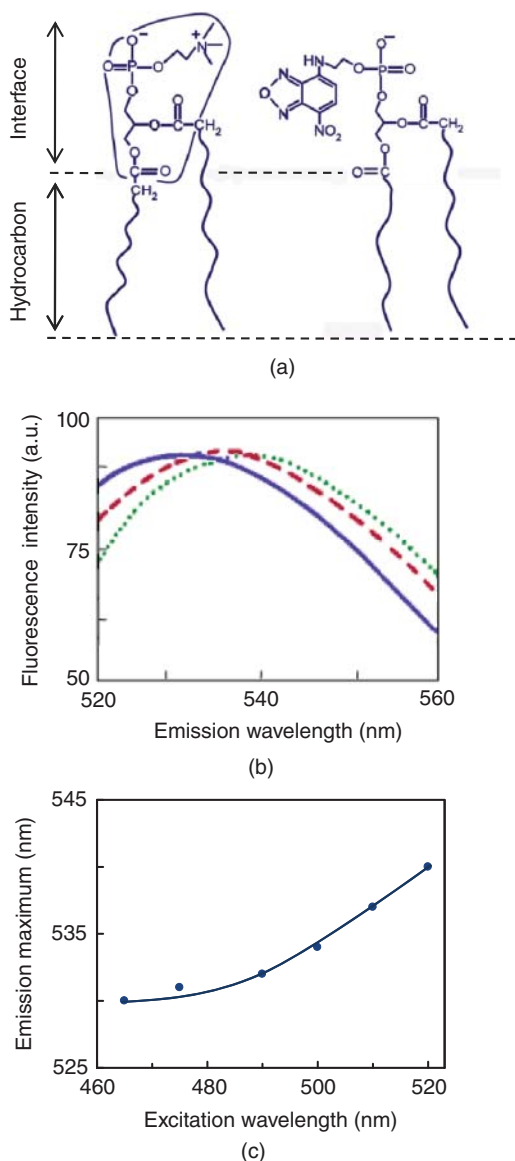 Interface
Hydrocarbon
O⁻
O=P-O
N⁺
O
O
O-C-CH₂
O
O
C=O
CH₂
HN
N
O
N
NO₂
O
O⁻
P=O
O
O
O
O
O=C
(a)
Fluorescence intensity (a.u.)
100
75
50
520
540
560
Emission wavelength (nm)
(b)
Emission maximum (nm)
545
535
525
460
480
500
520
Excitation wavelength (nm)
(c)